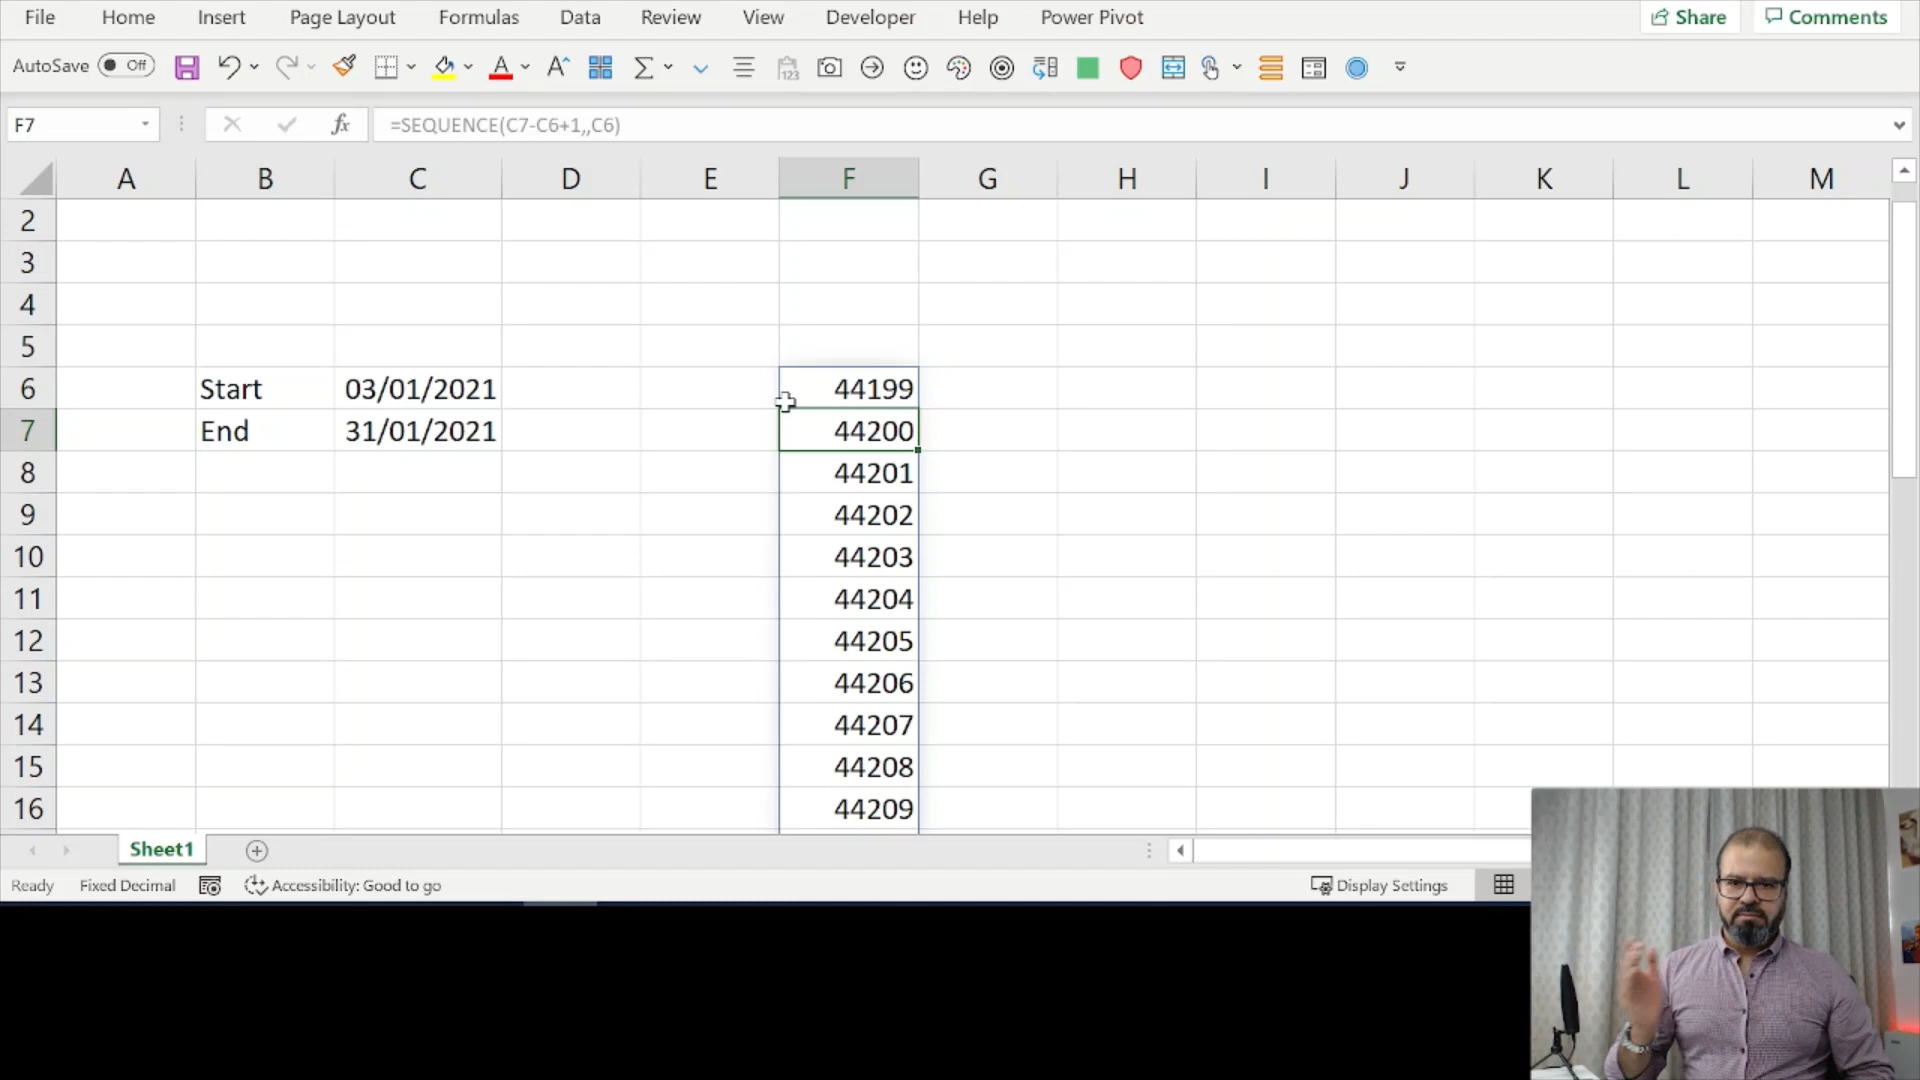 File Home Insert Page Layout Formulas Data Review View Developer Help Power Pivot Share Comments
AutoSave Off
F7 fx =SEQUENCE(C7-C6+1,,C6)
A B C D E F G H I J K L M
2
3
4
5
6 Start 03/01/2021 44199
7 End 31/01/2021 44200
8 44201
9 44202
10 44203
11 44204
12 44205
13 44206
14 44207
15 44208
16 44209
Sheet1
Ready Fixed Decimal Accessibility: Good to go Display Settings